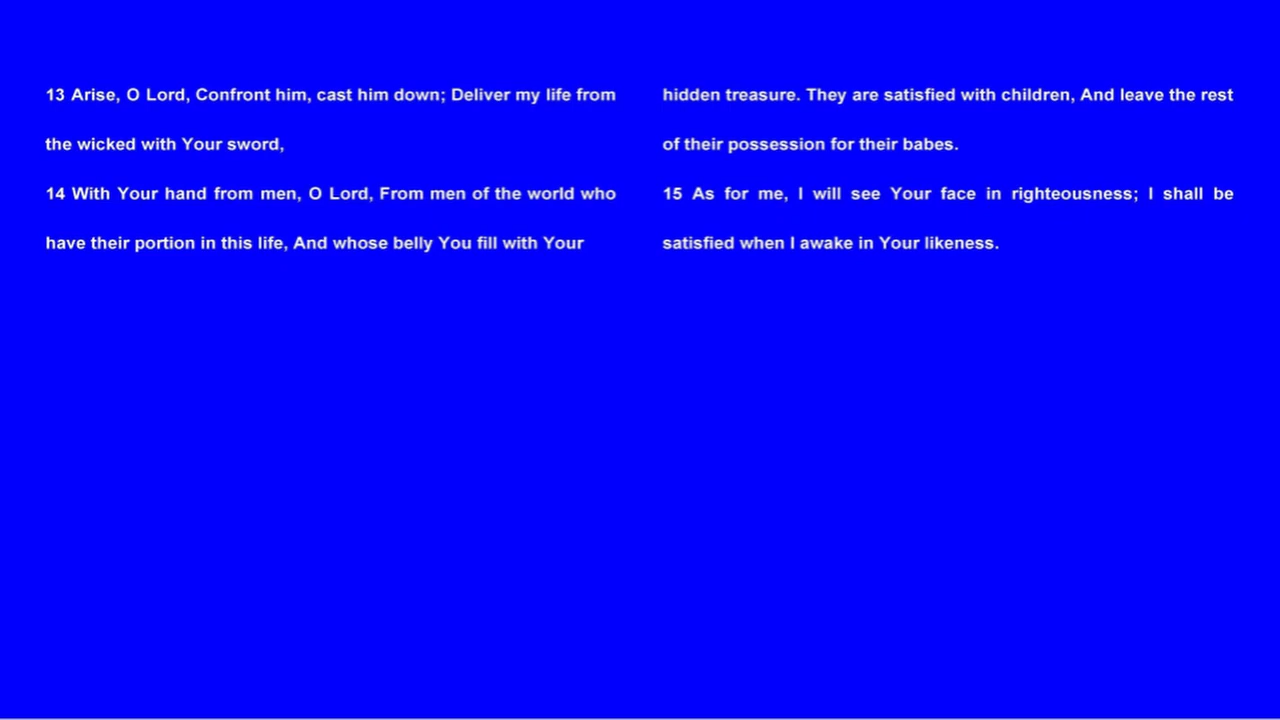 13 Arise, O Lord, Confront him, cast him down; Deliver my life from
the wicked with Your sword,
14 With Your hand from men, O Lord, From men of the world who
have their portion in this life, And whose belly You fill with Your
hidden treasure. They are satisfied with children, And leave the rest
of their possession for their babes.
15 As for me, I will see Your face in righteousness; I shall be
satisfied when I awake in Your likeness.